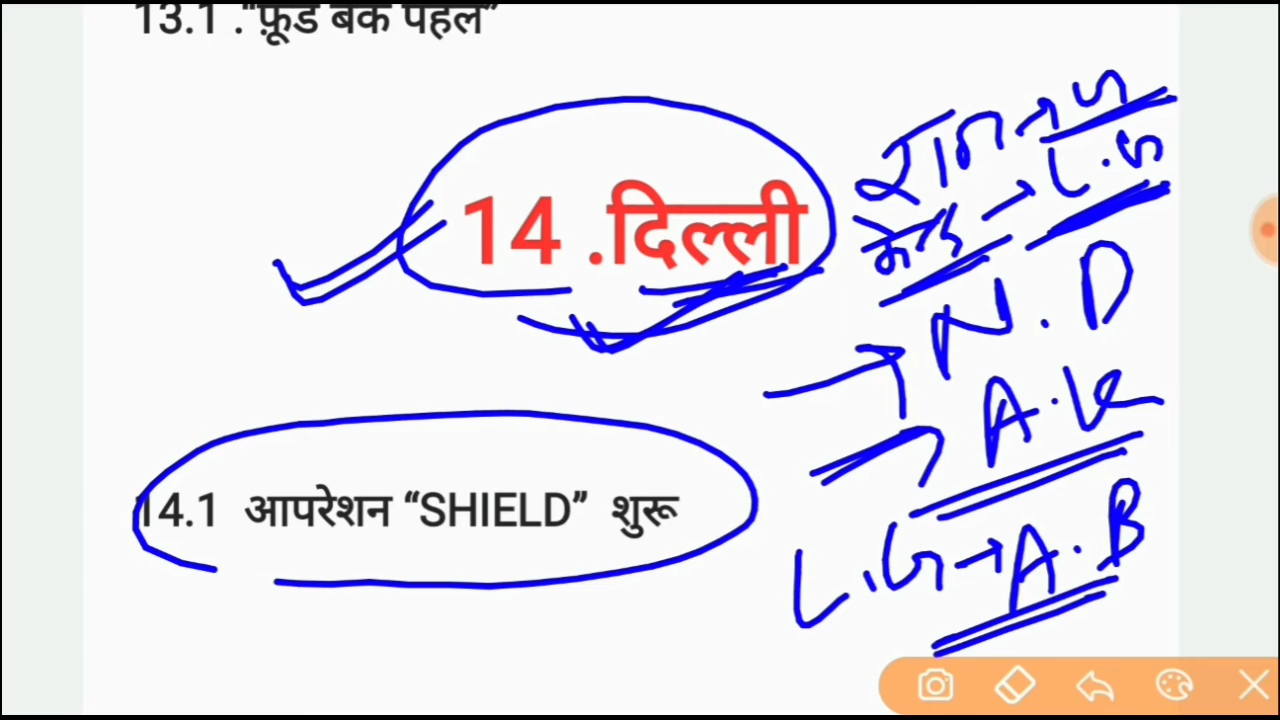 13.1 ."फ़ूड बैंक पहल"
14 .दिल्ली
राज → उ
केंद्र → L.G
N.D
A.K
L.G → A.B
14.1 आपरेशन “SHIELD” शुरू